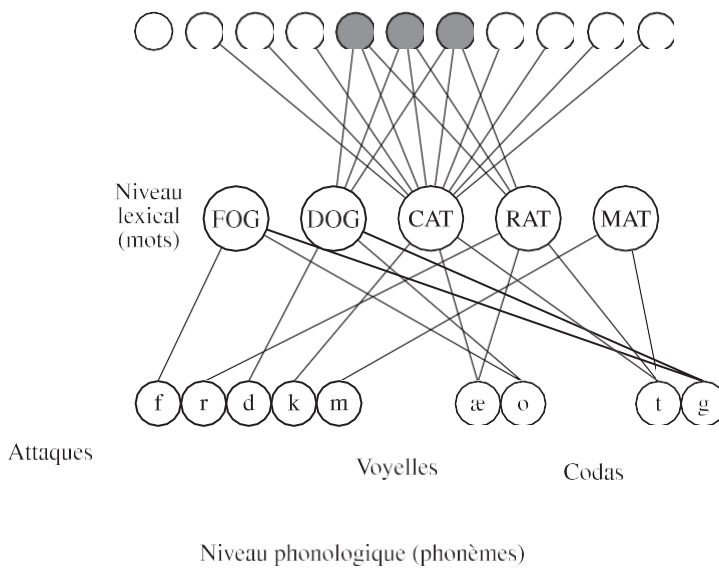 Niveau
lexical
(mots)
FOG DOG CAT RAT MAT
f r d k m æ o t g
Attaques Voyelles Codas
Niveau phonologique (phonèmes)